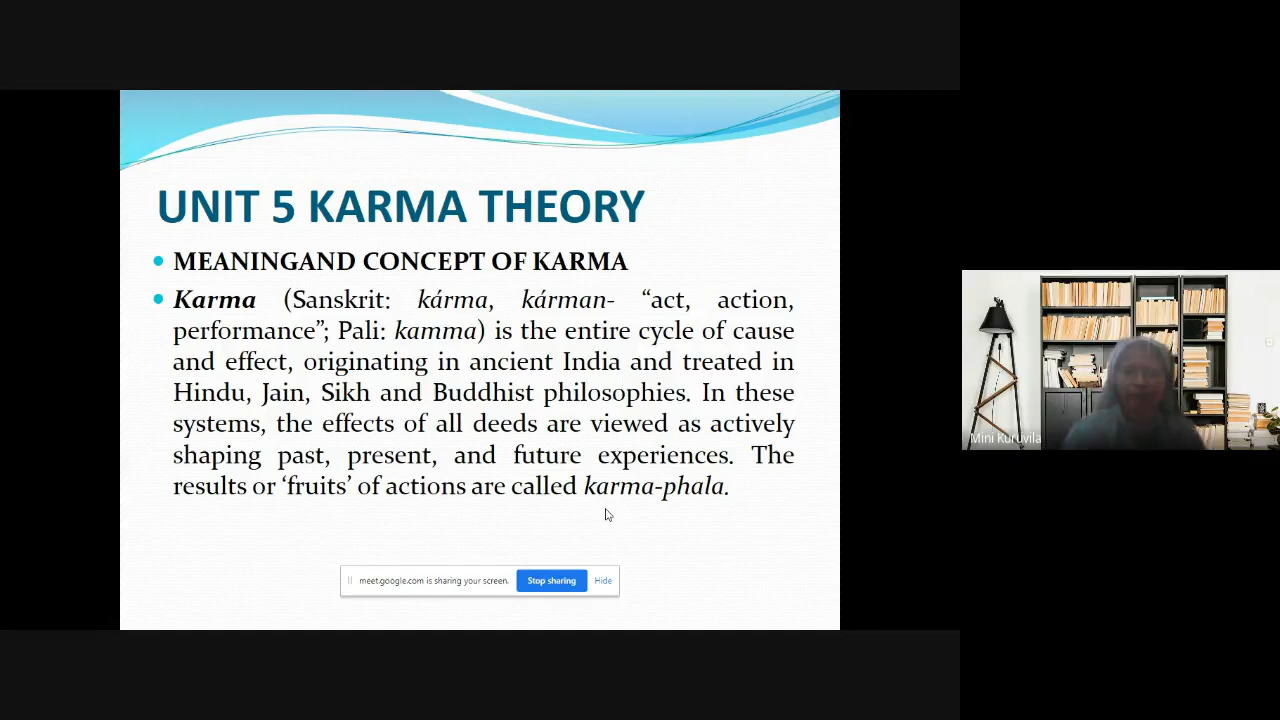 UNIT 5 KARMA THEORY
MEANINGAND CONCEPT OF KARMA
Karma (Sanskrit: kárma, kárman- “act, action,
performance”; Pali: kamma) is the entire cycle of cause
and effect, originating in ancient India and treated in
Hindu, Jain, Sikh and Buddhist philosophies. In these
systems, the effects of all deeds are viewed as actively
shaping past, present, and future experiences. The
results or ‘fruits’ of actions are called karma-phala.
meet.google.com is sharing your screen. Stop sharing Hide
Mini Kuruvila